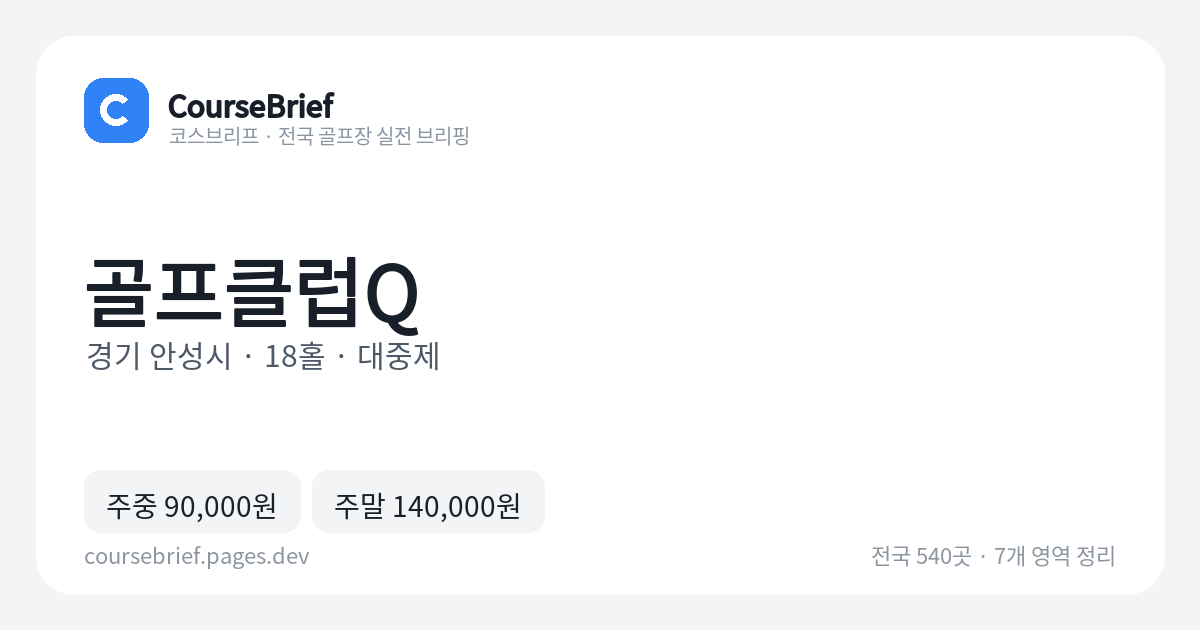 C
CourseBrief
코스브리프 · 전국 골프장 실전 브리핑
골프클럽Q
경기 안성시 · 18홀 · 대중제
주중 90,000원 주말 140,000원
coursebrief.pages.dev 전국 540곳 · 7개 영역 정리